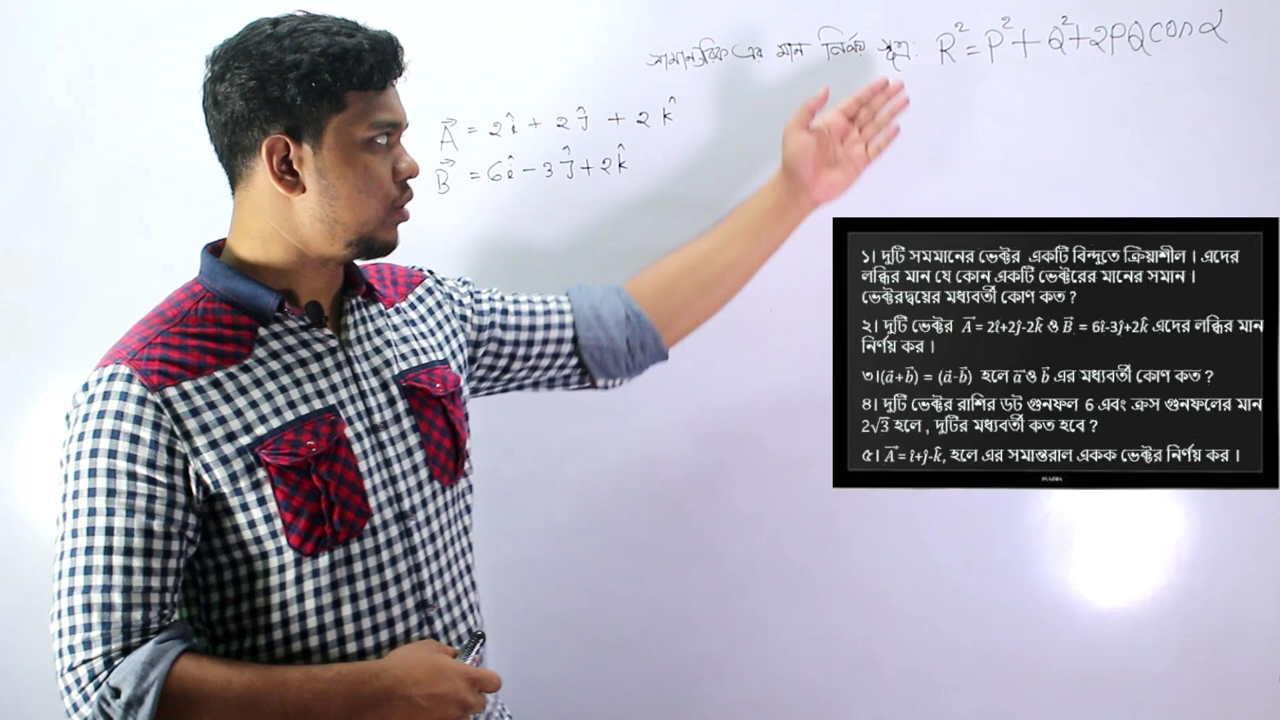 সামান্তরিক এর মান নির্ণয় সূত্র: R² = P² + Q² + 2PQ cos α
A⃗ = 2î + 2ĵ + 2k̂
B⃗ = 6î - 3ĵ + 2k̂
১। দুটি সমমানের ভেক্টর একটি বিন্দুতে ক্রিয়াশীল । এদের
লব্ধির মান যে কোন একটি ভেক্টরের মানের সমান ।
ভেক্টরদ্বয়ের মধ্যবর্তী কোণ কত ?
২। দুটি ভেক্টর A⃗ = 2î+2ĵ-2k̂ ও B⃗ = 6î-3ĵ+2k̂ এদের লব্ধির মান
নির্ণয় কর ।
৩।(a⃗+b⃗) = (a⃗-b⃗) হলে a⃗ ও b⃗ এর মধ্যবর্তী কোণ কত ?
৪। দুটি ভেক্টর রাশির ডট গুনফল 6 এবং ক্রস গুনফলের মান
2√3 হলে , দুটির মধ্যবর্তী কত হবে ?
৫। A⃗ = î+ĵ-k̂, হলে এর সমান্তরাল একক ভেক্টর নির্ণয় কর ।